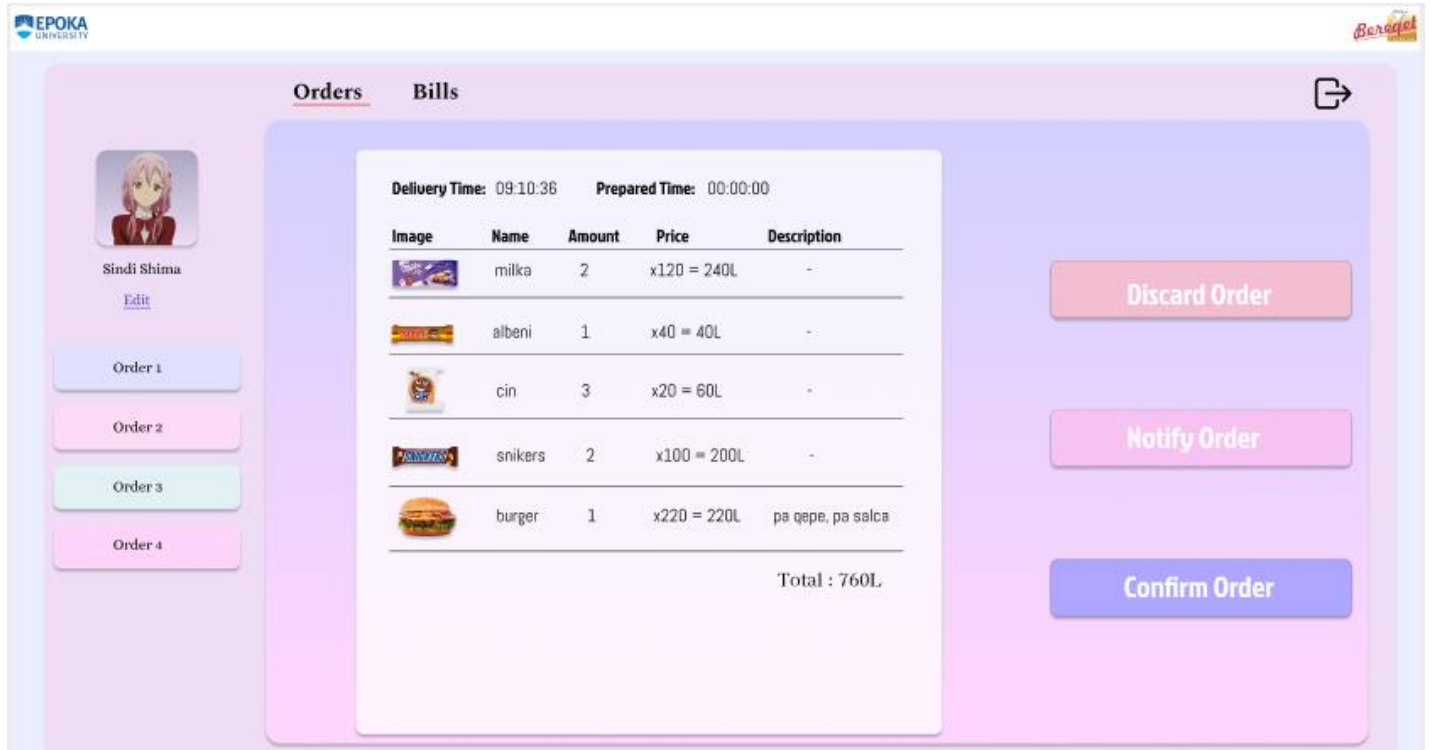 EPOKA
UNIVERSITY
Bereqet
Orders Bills
Sindi Shima
Edit
Order 1
Order 2
Order 3
Order 4
Delivery Time: 09:10:36 Prepared Time: 00:00:00
Image Name Amount Price Description
milka 2 x120 = 240L -
albeni 1 x40 = 40L -
cin 3 x20 = 60L -
SNICKERS snikers 2 x100 = 200L -
burger 1 x220 = 220L pa qepe, pa salca
Total : 760L
Discard Order
Notify Order
Confirm Order